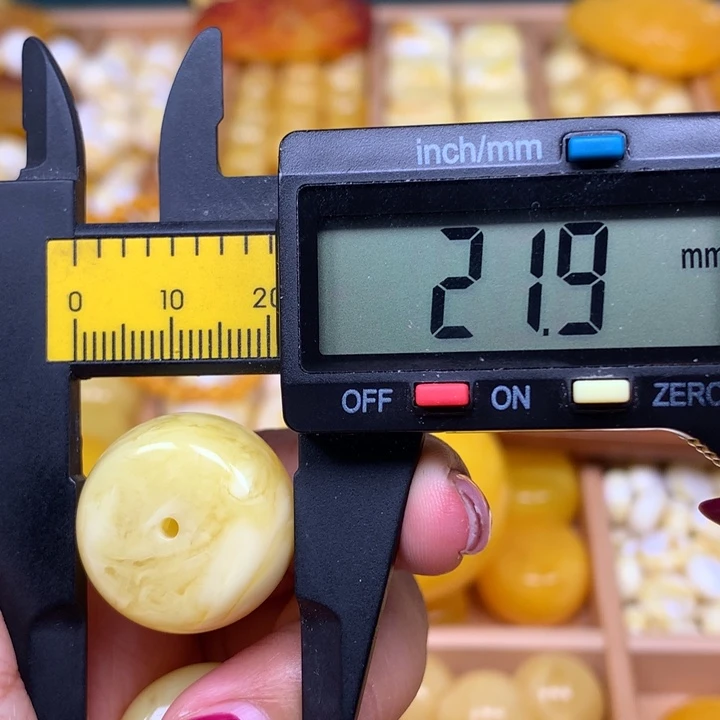 inch/mm
21.9 mm
0 10 20
OFF ON ZERO